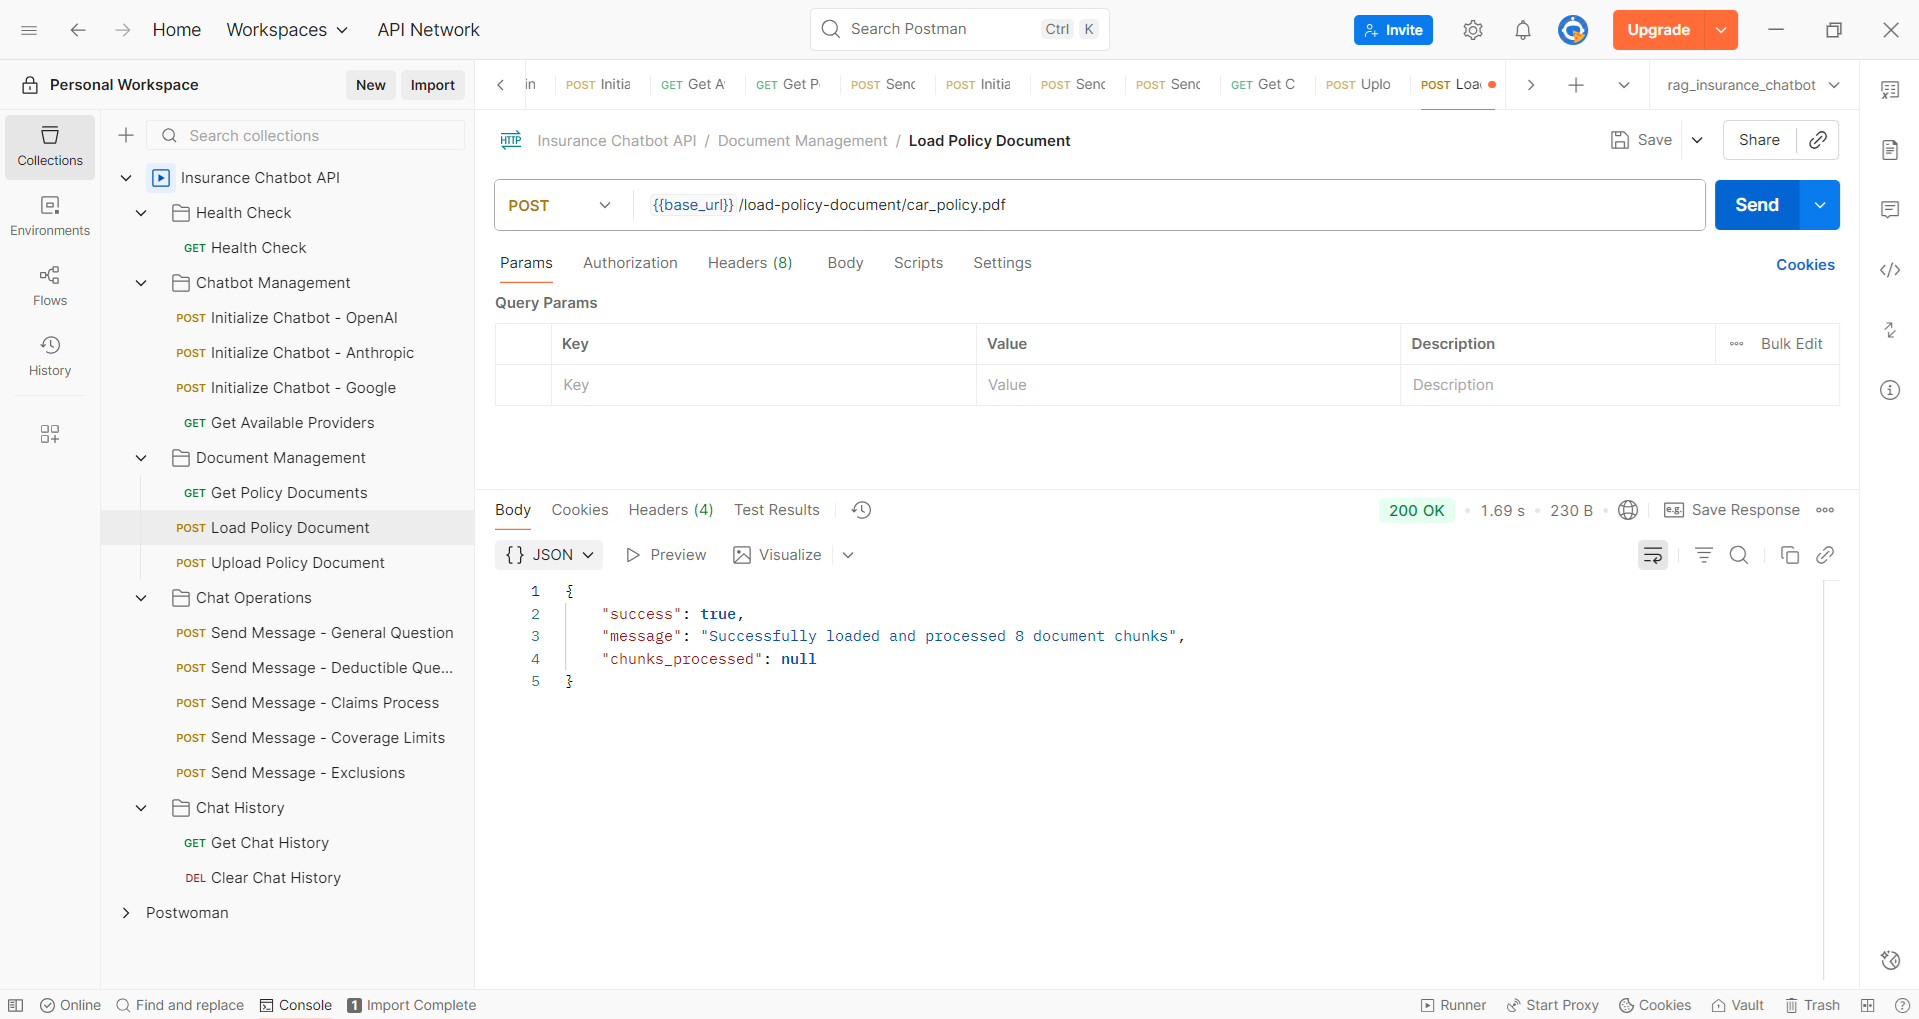 Home Workspaces API Network Search Postman Ctrl K Invite Upgrade
Personal Workspace New Import
in POST Initia GET Get A POST Send GET Get P POST Initia POST Send POST Send GET Get C POST Uplo POST Loa rag_insurance_chatbot
Collections
Environments
Flows
History
Search collections
Insurance Chatbot API
Health Check
GET Health Check
Chatbot Management
POST Initialize Chatbot - OpenAI
POST Initialize Chatbot - Anthropic
POST Initialize Chatbot - Google
GET Get Available Providers
Document Management
GET Get Policy Documents
POST Load Policy Document
POST Upload Policy Document
Chat Operations
POST Send Message - General Question
POST Send Message - Deductible Que...
POST Send Message - Claims Process
POST Send Message - Coverage Limits
POST Send Message - Exclusions
Chat History
GET Get Chat History
DEL Clear Chat History
Postwoman
HTTP Insurance Chatbot API / Document Management / Load Policy Document Save Share
POST {{base_url}} /load-policy-document/car_policy.pdf Send
Params Authorization Headers (8) Body Scripts Settings Cookies
Query Params
Key Value Description Bulk Edit
Key Value Description
Body Cookies Headers (4) Test Results 200 OK 1.69 s 230 B e.g. Save Response
{} JSON Preview Visualize
1 {
2 "success": true,
3 "message": "Successfully loaded and processed 8 document chunks",
4 "chunks_processed": null
5 }
Online Find and replace Console 1 Import Complete Runner Start Proxy Cookies Vault Trash